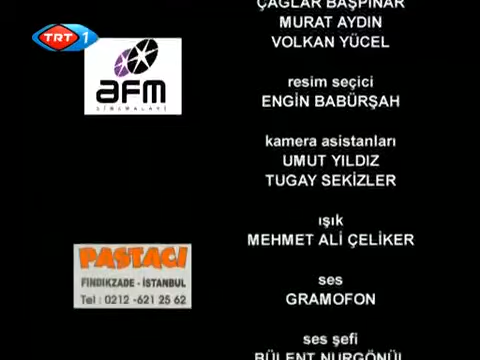 TRT 1
ÇAĞLAR BAŞPINAR
MURAT AYDIN
VOLKAN YÜCEL
afm
SİNEMALARI
resim seçici
ENGİN BABÜRŞAH
kamera asistanları
UMUT YILDIZ
TUGAY SEKİZLER
ışık
MEHMET ALİ ÇELİKER
PASTACI
FINDIKZADE - İSTANBUL
Tel : 0212 -621 25 62
ses
GRAMOFON
ses şefi
BÜLENT NURGÖNÜL